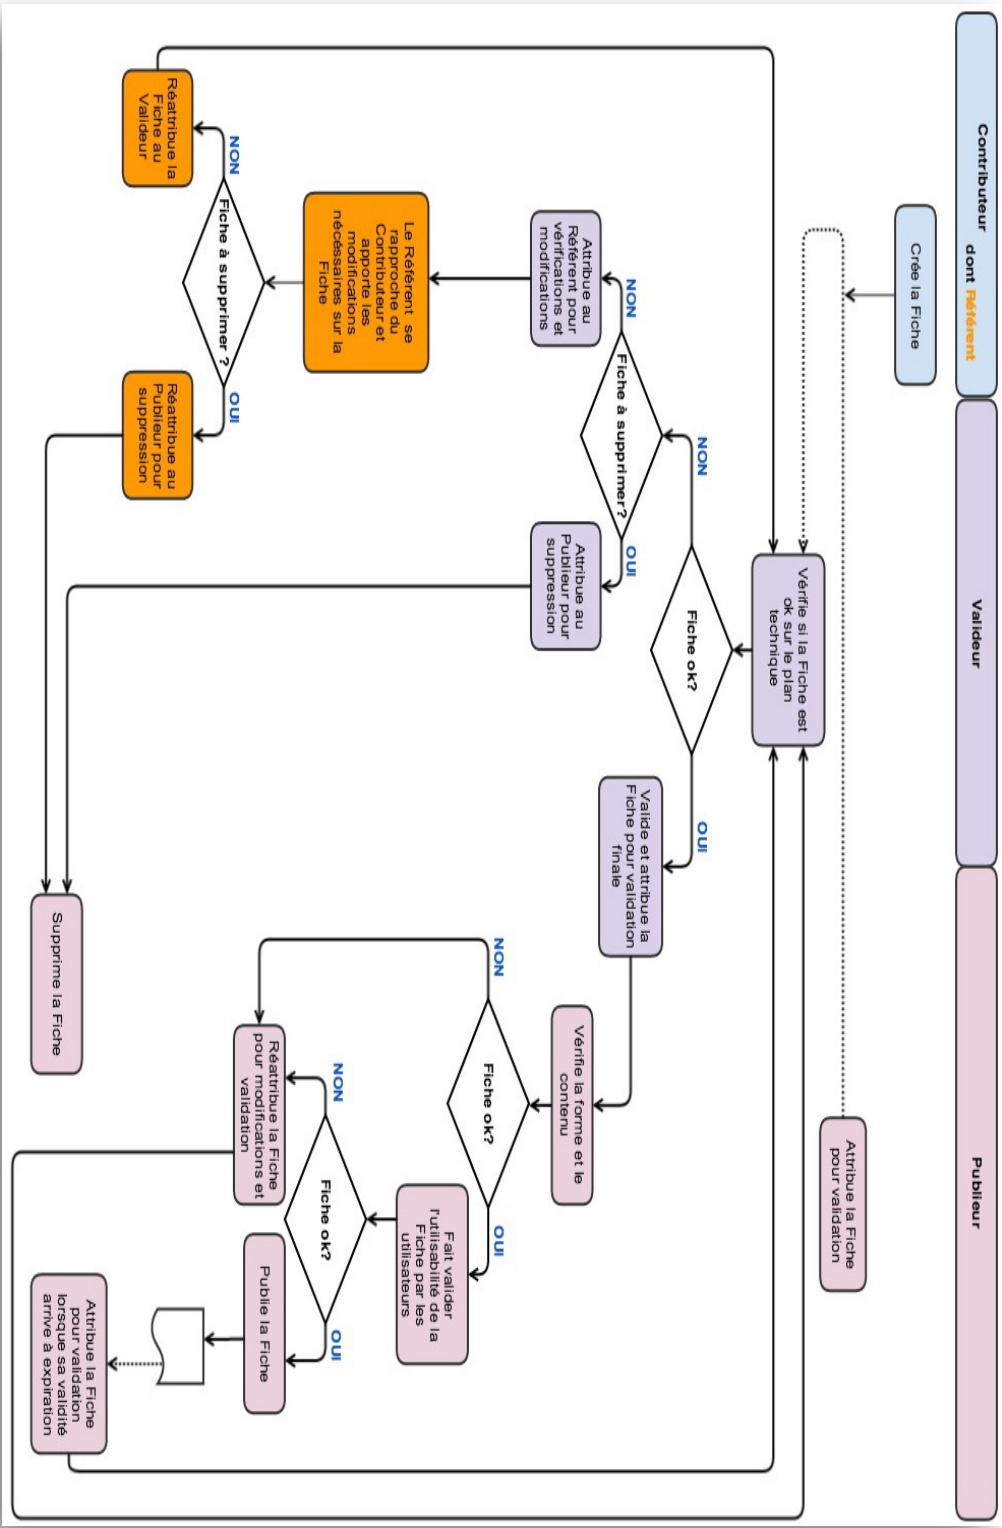 Contributeur dont Référent
Valideur
Publieur
Crée la Fiche
Attribue la Fiche
pour validation
Vérifie si la Fiche est
ok sur le plan
technique
Fiche ok?
NON
OUI
Fiche à supprimer?
NON
OUI
Attribue au
Référent pour
vérifications et
modifications
Attribue au
Publieur pour
suppression
Valide et attribue la
Fiche pour validation
finale
Vérifie la forme et le
contenu
Fiche ok?
NON
OUI
Le Référent se
rapproche du
Contributeur et
apporte les
modifications
nécéssaires sur la
Fiche
Fait valider
l'utilisabilité de la
Fiche par les
utilisateurs
Fiche ok?
NON
OUI
Fiche à supprimer ?
NON
OUI
Réattribue la
Fiche au
Valideur
Réattribue au
Publieur pour
suppression
Réattribue la Fiche
pour modifications et
validation
Publie la Fiche
Supprime la Fiche
Attribue la Fiche
pour validation
lorsque sa validité
arrive à expiration